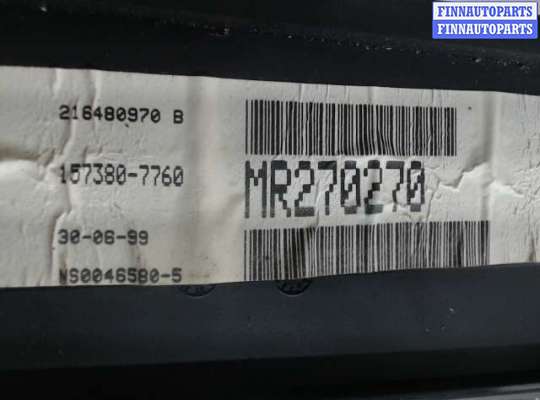 FINNAUTOPARTS
FINNAUTOPARTS
216480970 B
157380-7760
MR270270
30-06-99
NS0046580-5